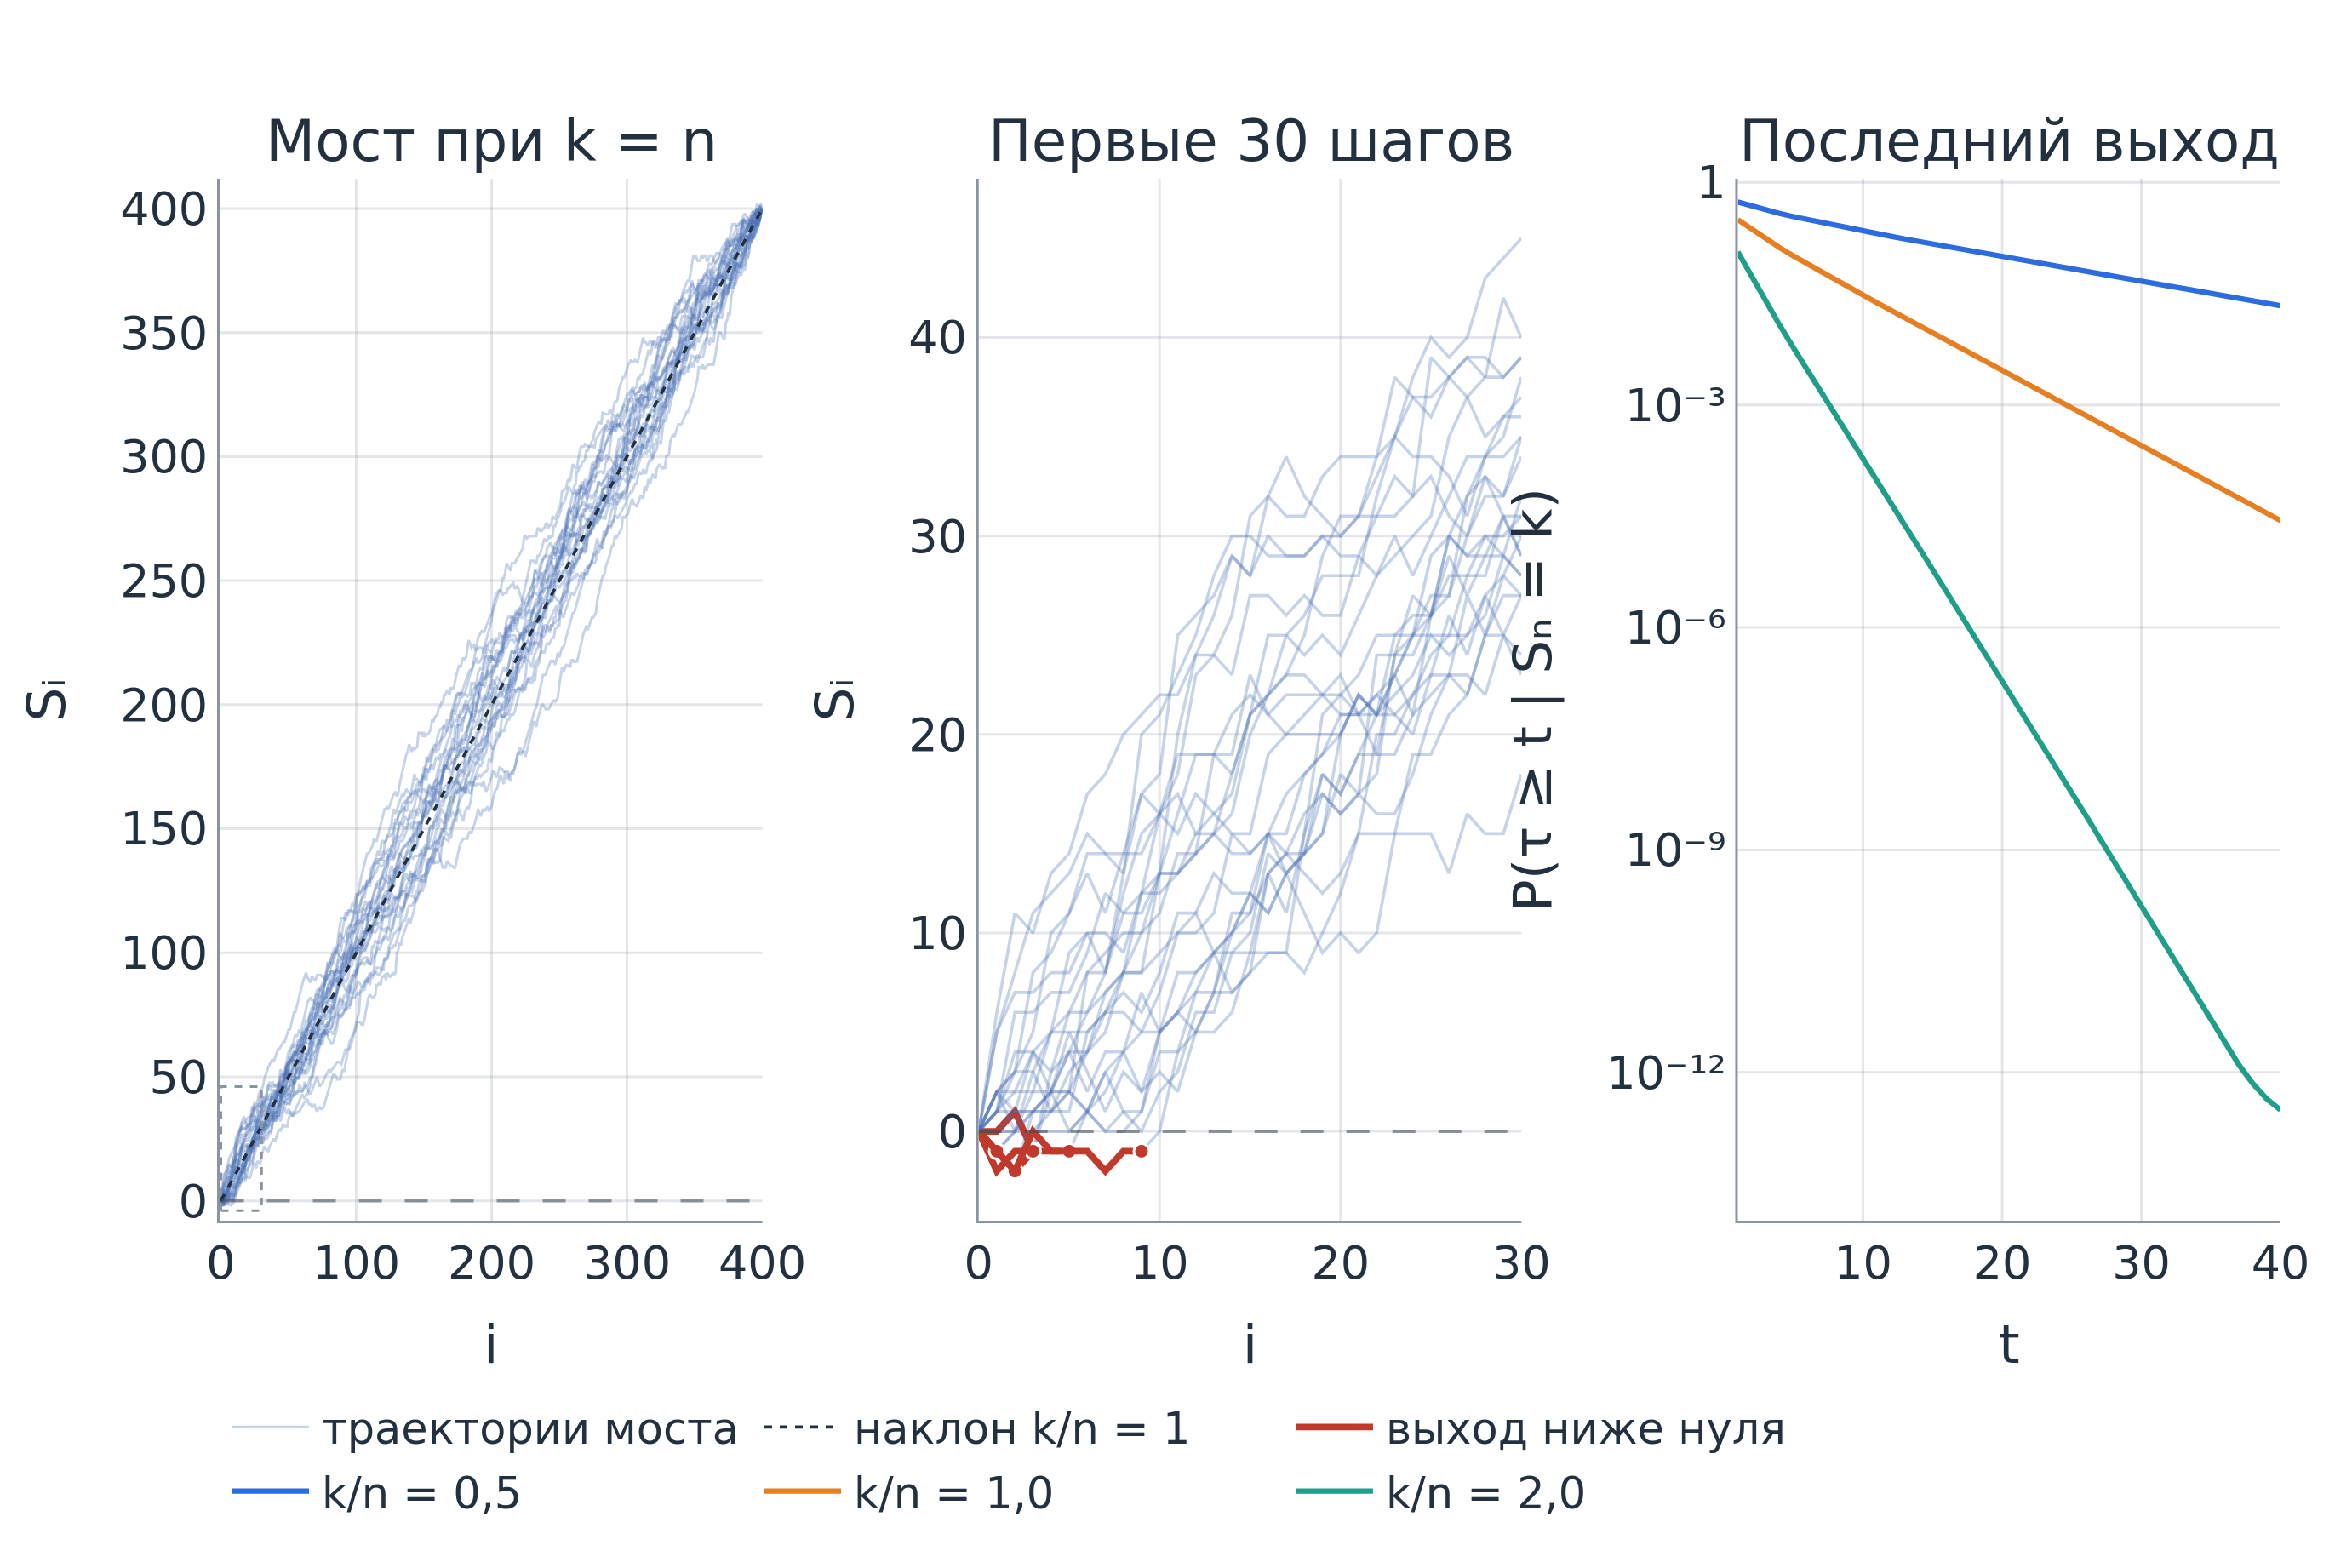 Мост при k = n
Первые 30 шагов
Последний выход
400
350
300
250
200
150
100
50
0
Sᵢ
0 100 200 300 400
i
40
30
20
10
0
Sᵢ
0 10 20 30
i
1
10⁻³
10⁻⁶
10⁻⁹
10⁻¹²
P(τ ≥ t | Sₙ = k)
10 20 30 40
t
траектории моста
наклон k/n = 1
выход ниже нуля
k/n = 0,5
k/n = 1,0
k/n = 2,0